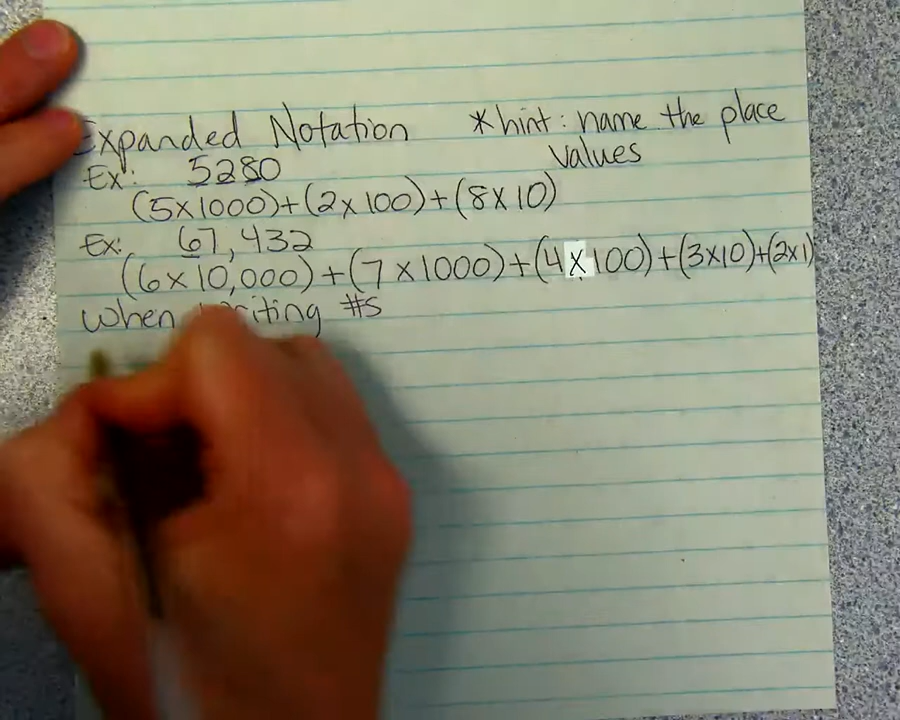 Expanded Notation *hint: name the place
values
Ex: 5280
(5x1000)+(2x100)+(8x10)
Ex: 67,432
(6x10,000)+(7x1000)+(4x100)+(3x10)+(2x1)
When writing #s